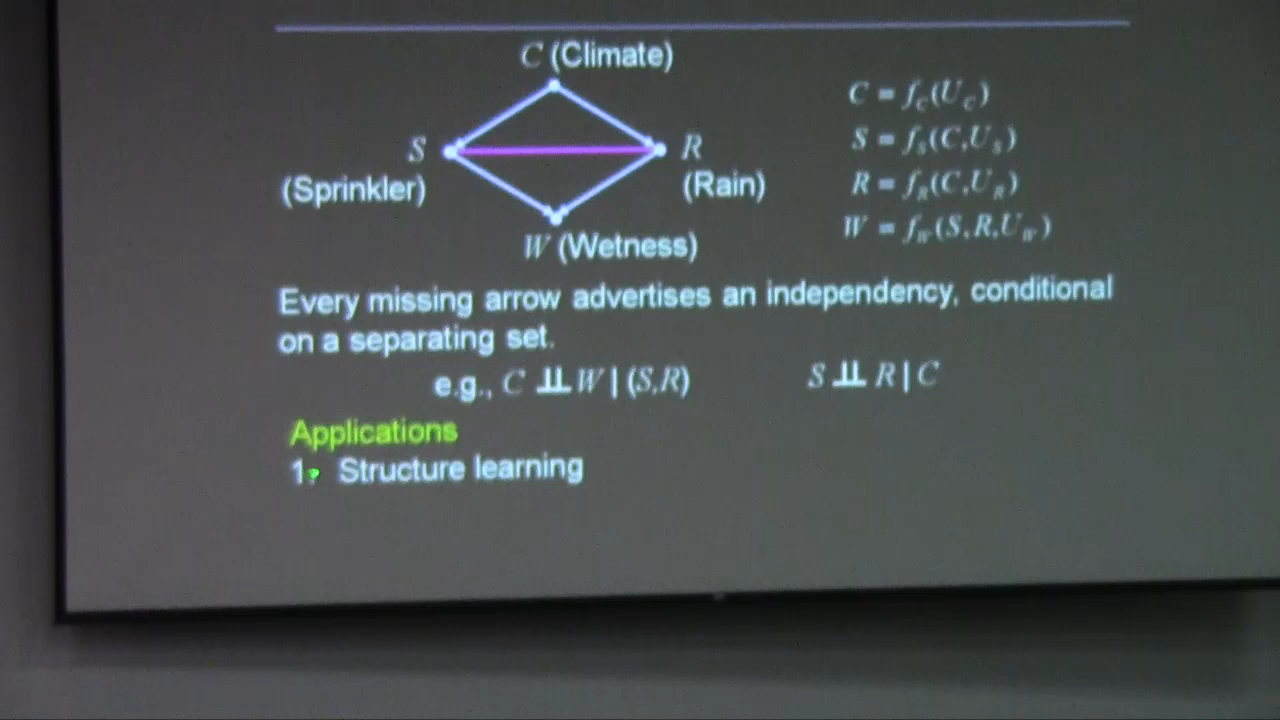 C (Climate)
S
R
(Sprinkler)
(Rain)
W (Wetness)
C = f_C(U_C)
S = f_S(C,U_S)
R = f_R(C,U_R)
W = f_W(S,R,U_W)
Every missing arrow advertises an independency, conditional
on a separating set.
e.g., C ⫫ W | (S,R)
S ⫫ R | C
Applications
1. Structure learning